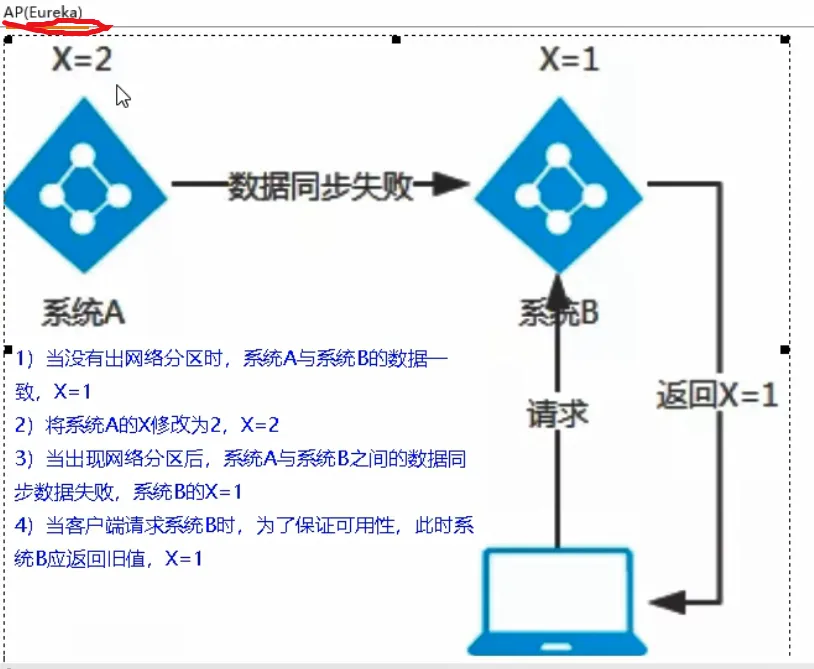 AP(Eureka)
X=2
X=1
数据同步失败
系统A
系统B
1）当没有出网络分区时，系统A与系统B的数据一
致，X=1
2）将系统A的X修改为2，X=2
3）当出现网络分区后，系统A与系统B之间的数据同
步数据失败，系统B的X=1
4）当客户端请求系统B时，为了保证可用性，此时系
统B应返回旧值，X=1
请求
返回X=1